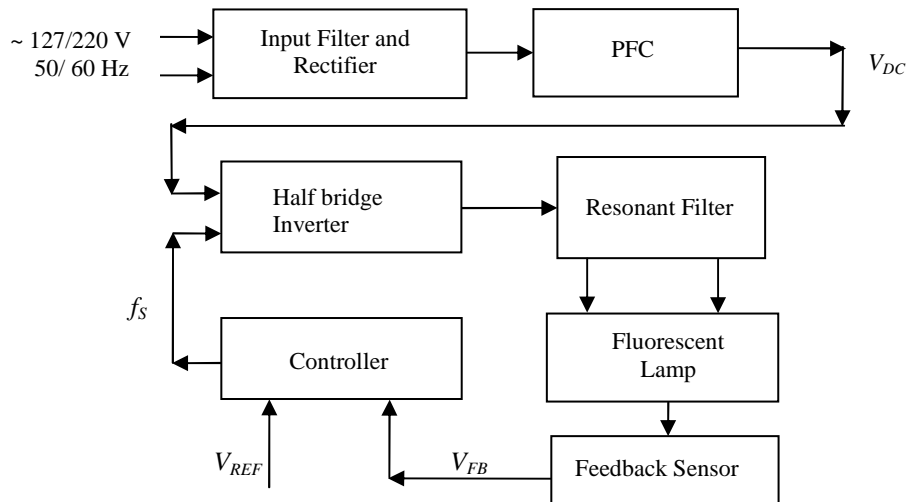 ~ 127/220 V
50/ 60 Hz
Input Filter and
Rectifier
PFC
V_DC
Half bridge
Inverter
Resonant Filter
f_S
Controller
Fluorescent
Lamp
V_REF
V_FB
Feedback Sensor